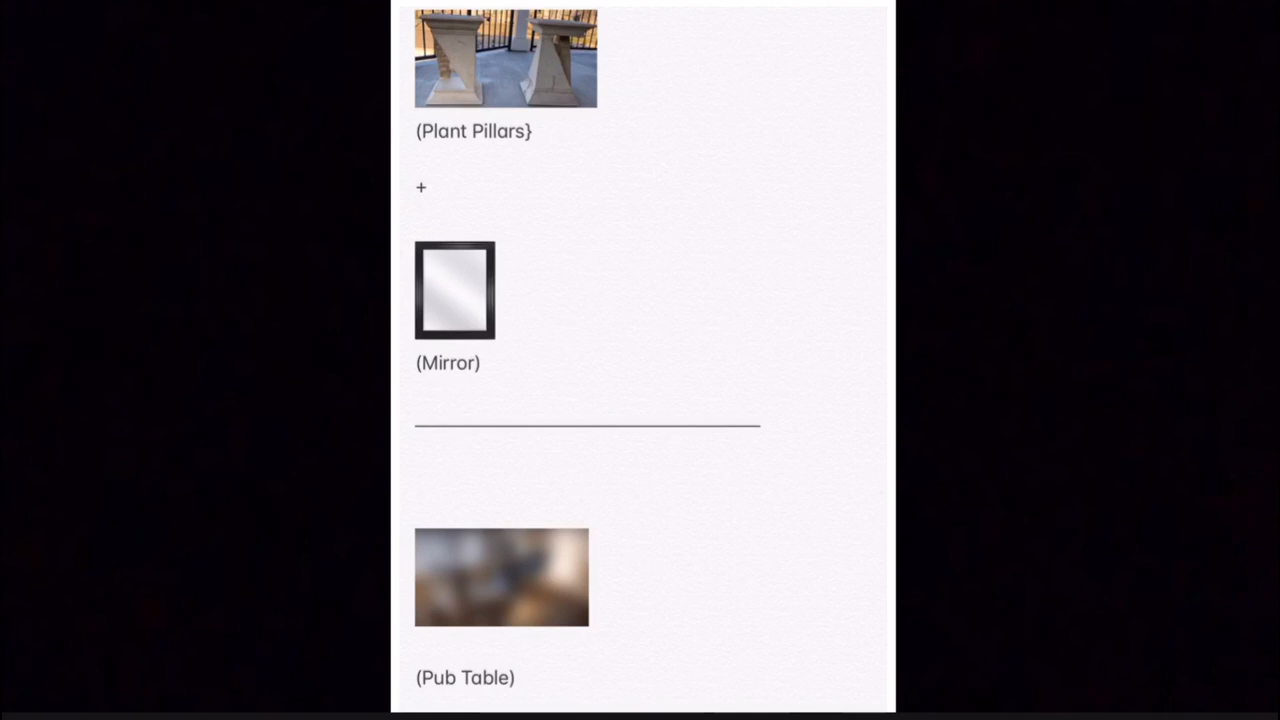 (Plant Pillars}
+
(Mirror)
(Pub Table)